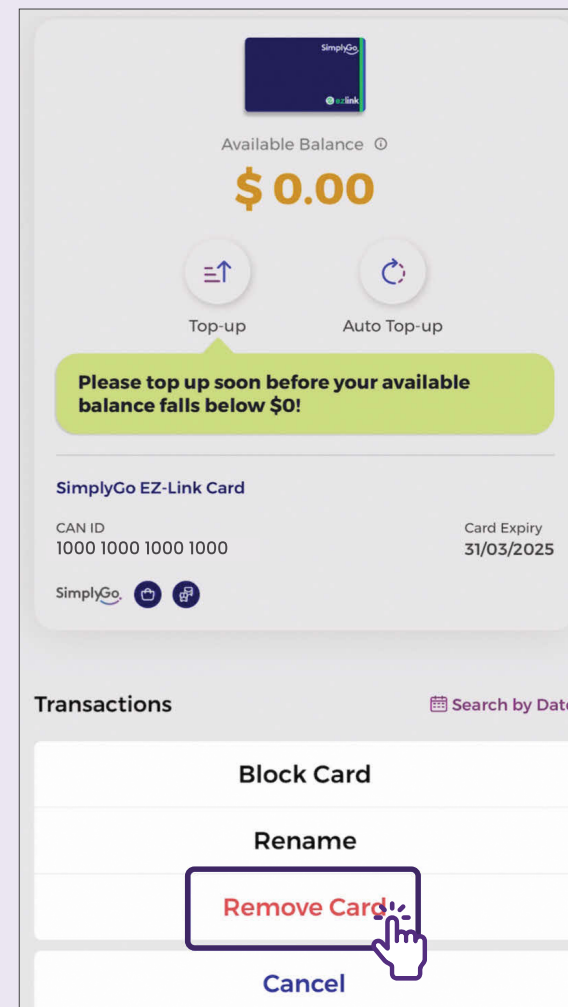 SimplyGo
ezlink
Available Balance
$ 0.00
Top-up
Auto Top-up
Please top up soon before your available
balance falls below $0!
SimplyGo EZ-Link Card
CAN ID
Card Expiry
1000 1000 1000 1000
31/03/2025
SimplyGo
Transactions
Search by Date
Block Card
Rename
Remove Card
Cancel